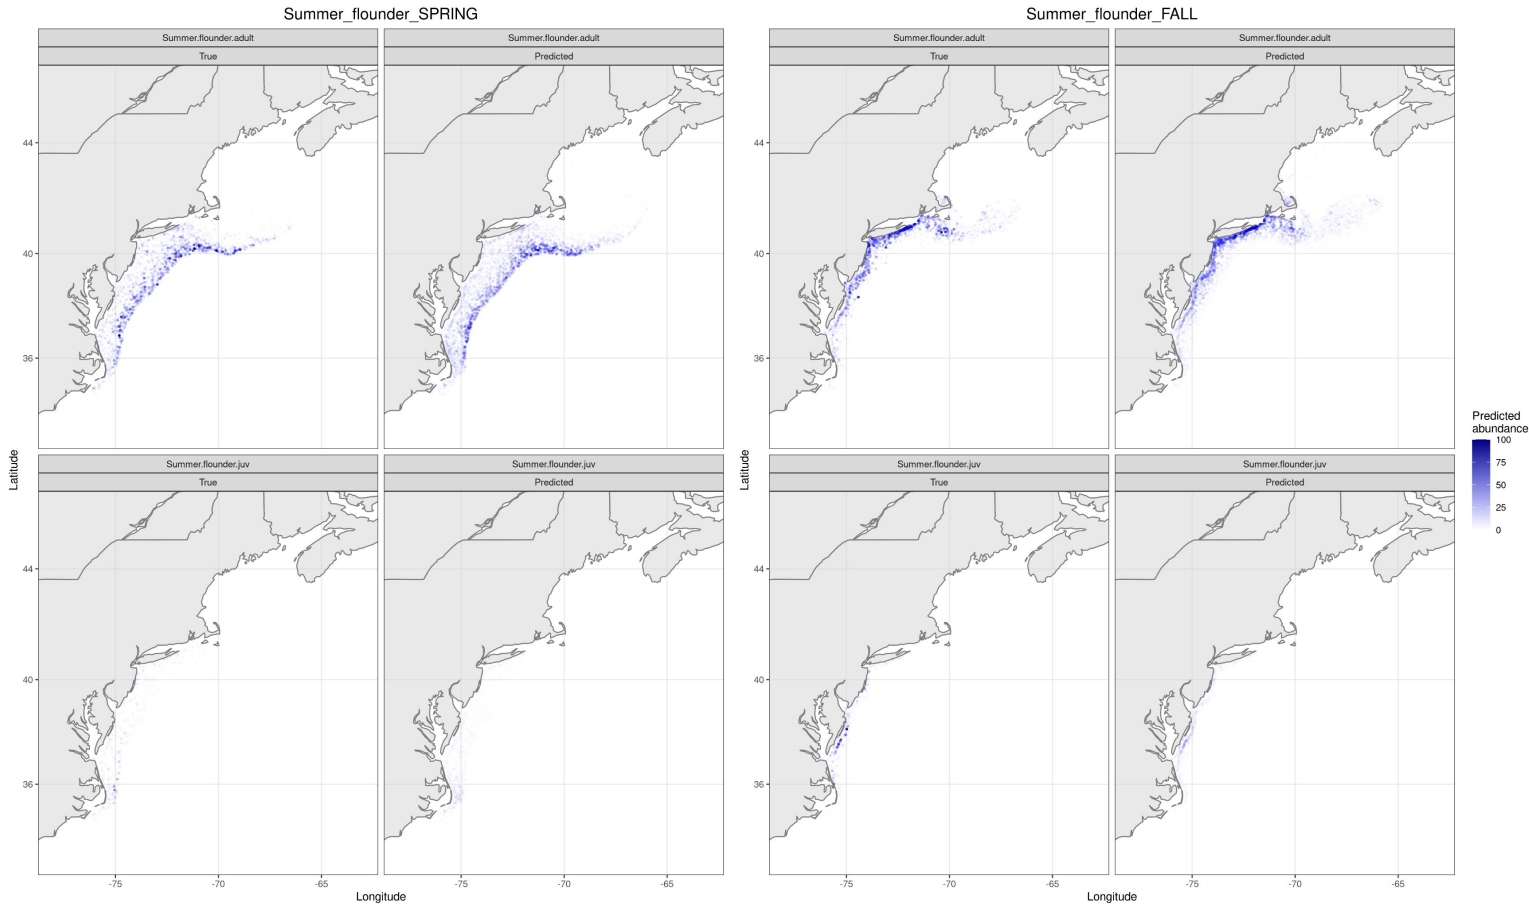 Summer_flounder_SPRING
Summer_flounder_FALL
Summer.flounder.adult
Summer.flounder.adult
Summer.flounder.adult
Summer.flounder.adult
True
Predicted
True
Predicted
44
40
36
44
40
36
Summer.flounder.juv
Summer.flounder.juv
Summer.flounder.juv
Summer.flounder.juv
True
Predicted
True
Predicted
44
40
36
44
40
36
Latitude
Latitude
-75
-70
-65
-75
-70
-65
-75
-70
-65
-75
-70
-65
Longitude
Longitude
Predicted
abundance
100
75
50
25
0